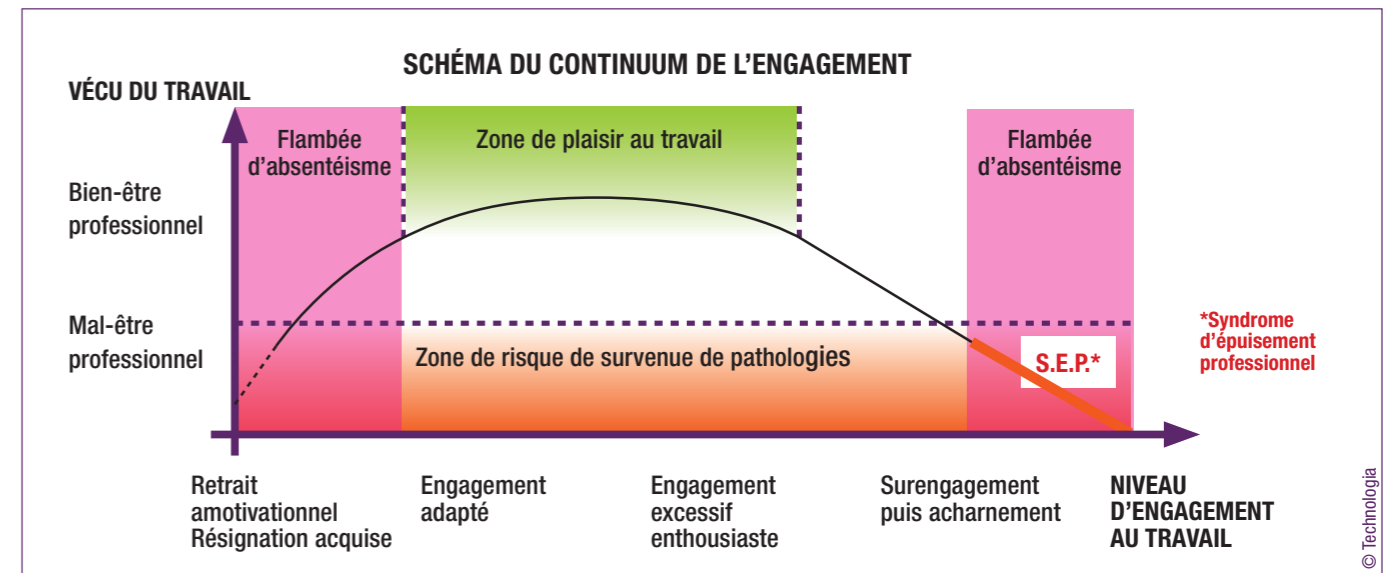 SCHÉMA DU CONTINUUM DE L’ENGAGEMENT
VÉCU DU TRAVAIL
Flambée
d’absentéisme
Zone de plaisir au travail
Flambée
d’absentéisme
Bien-être
professionnel
Mal-être
professionnel
Zone de risque de survenue de pathologies
S.E.P.*
*Syndrome
d’épuisement
professionnel
Retrait
amotivationnel
Résignation acquise
Engagement
adapté
Engagement
excessif
enthousiaste
Surengagement
puis acharnement
NIVEAU
D’ENGAGEMENT
AU TRAVAIL
© Technologia